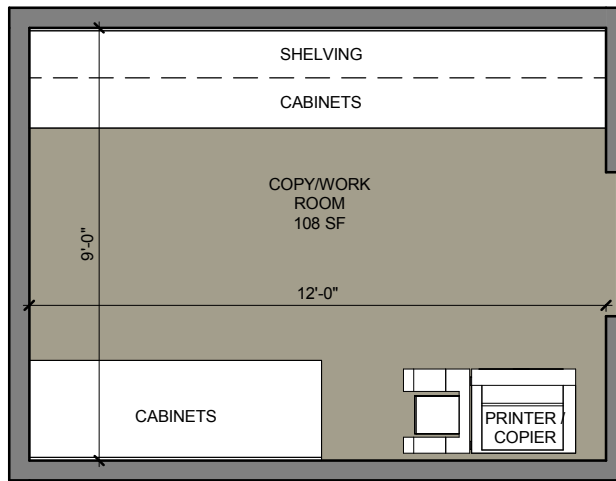 SHELVING
CABINETS
COPY/WORK
ROOM
108 SF
9'-0"
12'-0"
CABINETS
PRINTER /
COPIER